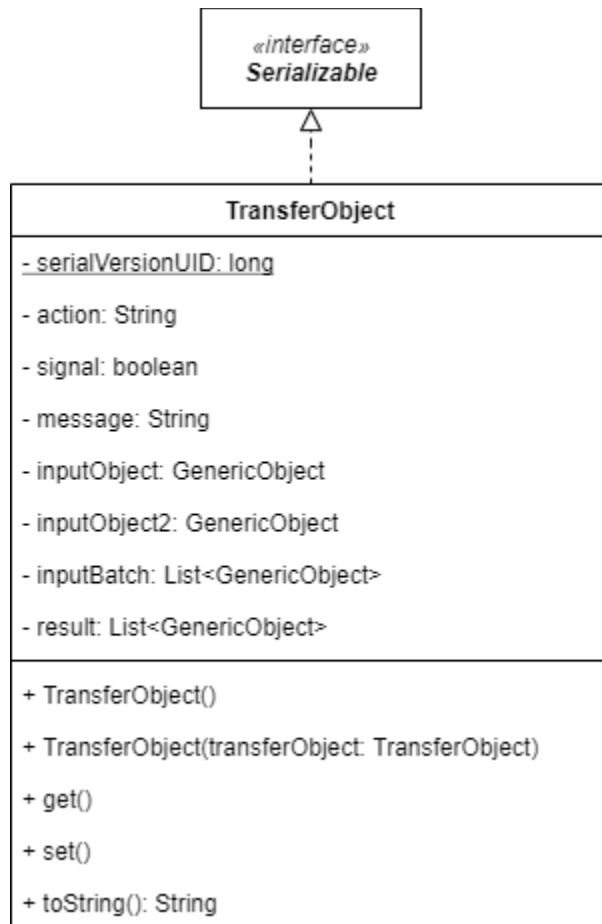 «interface»
Serializable
TransferObject
- serialVersionUID: long
- action: String
- signal: boolean
- message: String
- inputObject: GenericObject
- inputObject2: GenericObject
- inputBatch: List<GenericObject>
- result: List<GenericObject>
+ TransferObject()
+ TransferObject(transferObject: TransferObject)
+ get()
+ set()
+ toString(): String